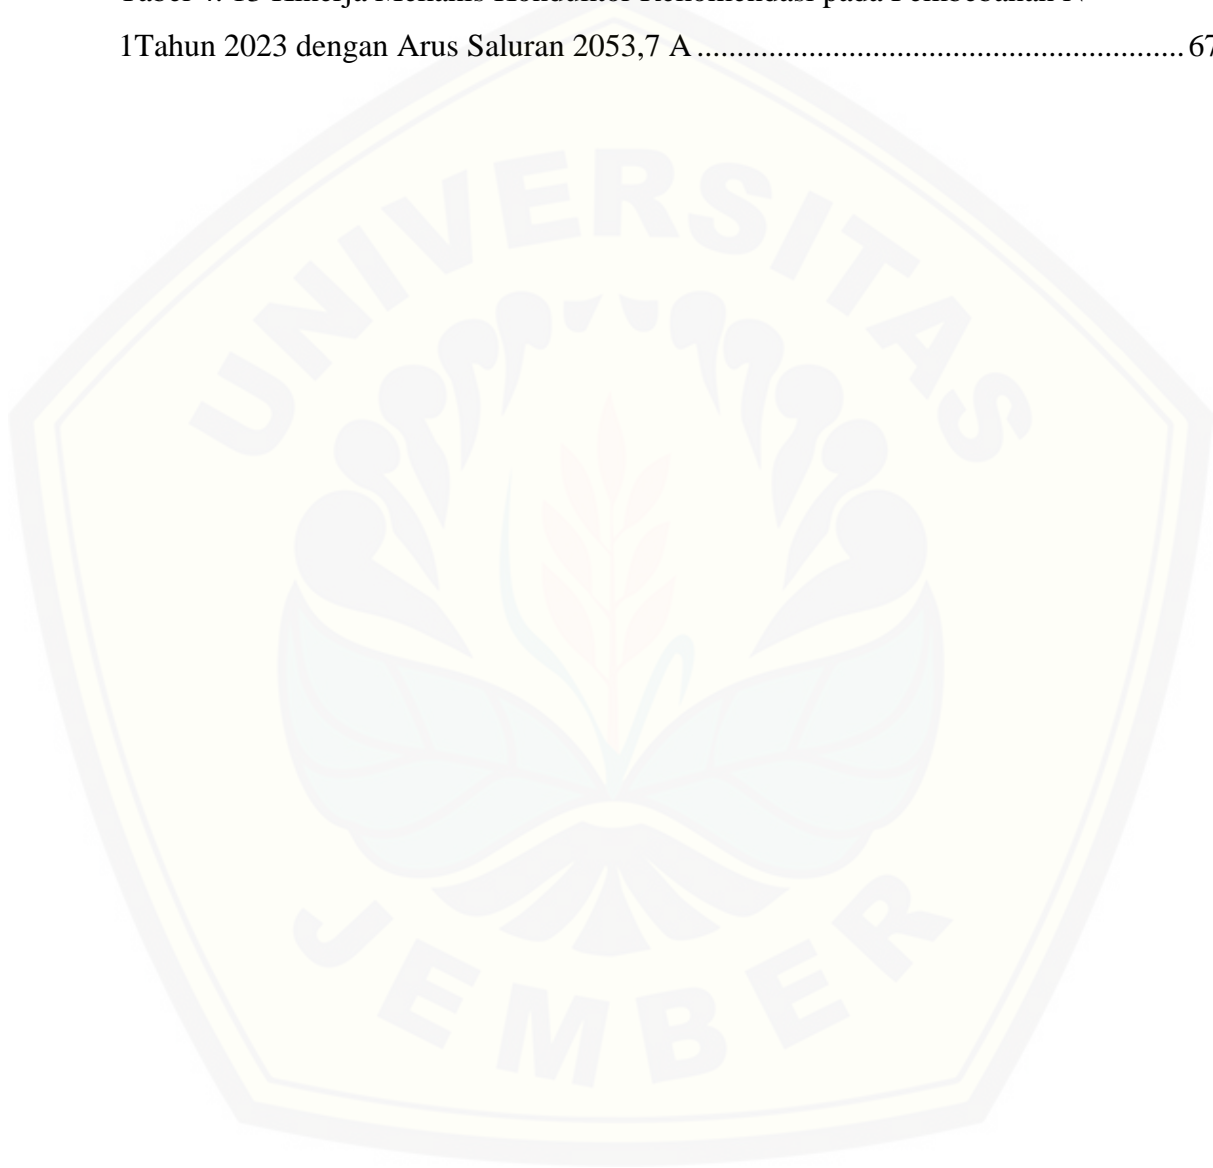 Tabel 4. 13 Kinerja Mekanis Konduktor Rekomendasi pada Pembebanan N-
1Tahun 2023 dengan Arus Saluran 2053,7 A ............................................................. 67
UNIVERSITAS
JEMBER